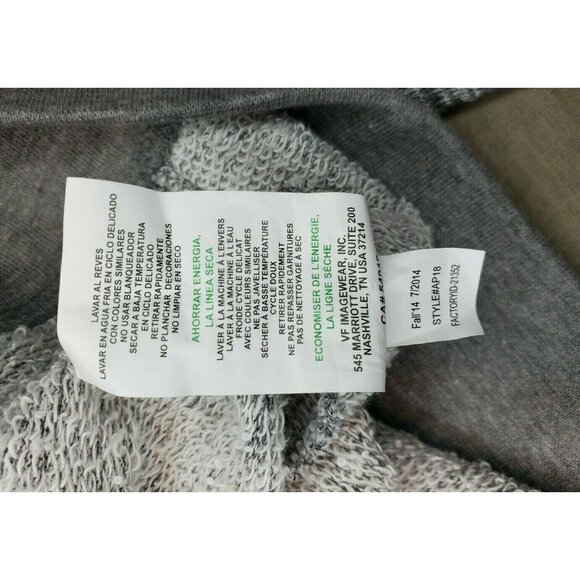 LAVAR AL REVES
LAVAR EN AGUA FRIA EN CICLO DELICADO
CON COLORES SIMILARES
NO USAR BLANQUEADOR
SECAR A BAJA TEMPERATURA
EN CICLO DELICADO
RETIRAR RAPIDAMENTE
NO PLANCHAR DECORACIONES
NO LIMPIAR EN SECO
AHORRAR ENERGIA,
LA LINEA SECA
LAVER À LA MACHINE À L'ENVERS
LAVER À LA MACHINE À L'EAU
FROIDE CYCLE DELICAT
AVEC COULEURS SIMILAIRES
NE PAS JAVELLISER
SÉCHER À BASSE TEMPÉRATURE
CYCLE DOUX
RETIRER RAPIDEMENT
NE PAS REPASSER GARNITURES
PAS DE NETTOYAGE À SEC
ECONOMISER DE L'ENERGIE,
LA LIGNE SÈCHE
VF IMAGEWEAR, INC.
545 MARRIOTT DRIVE, SUITE 200
NASHVILLE, TN USA 37214
Fall'14 7/2014
STYLE#AP18
FACTORYID-21352